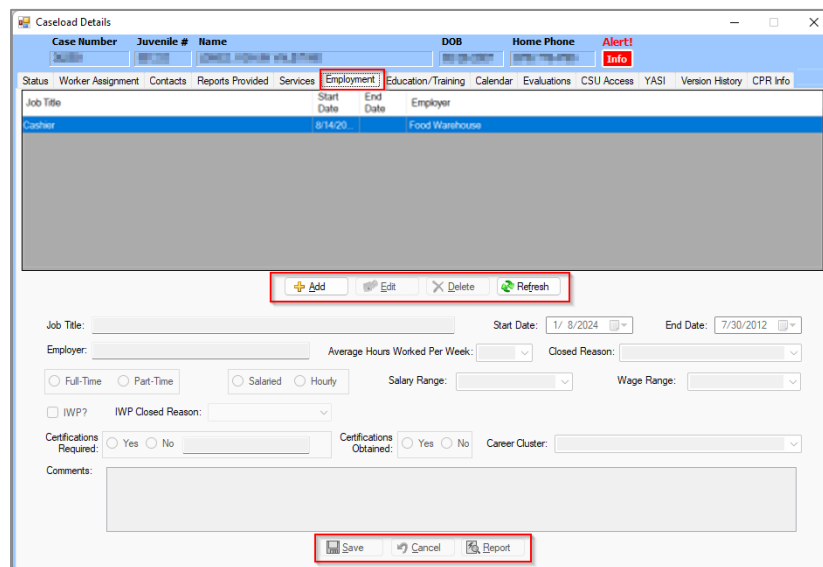 Caseload Details
Case Number Juvenile # Name DOB Home Phone Alert!
Info
Status Worker Assignment Contacts Reports Provided Services Employment Education/Training Calendar Evaluations CSU Access YASI Version History CPR Info
Job Title Start Date End Date Employer
Cashier 8/14/20... Food Warehouse
Add Edit Delete Refresh
Job Title: Start Date: 1/ 8/2024 End Date: 7/30/2012
Employer: Average Hours Worked Per Week: Closed Reason:
Full-Time Part-Time Salaried Hourly Salary Range: Wage Range:
IWP? IWP Closed Reason:
Certifications Required: Yes No Certifications Obtained: Yes No Career Cluster:
Comments:
Save Cancel Report